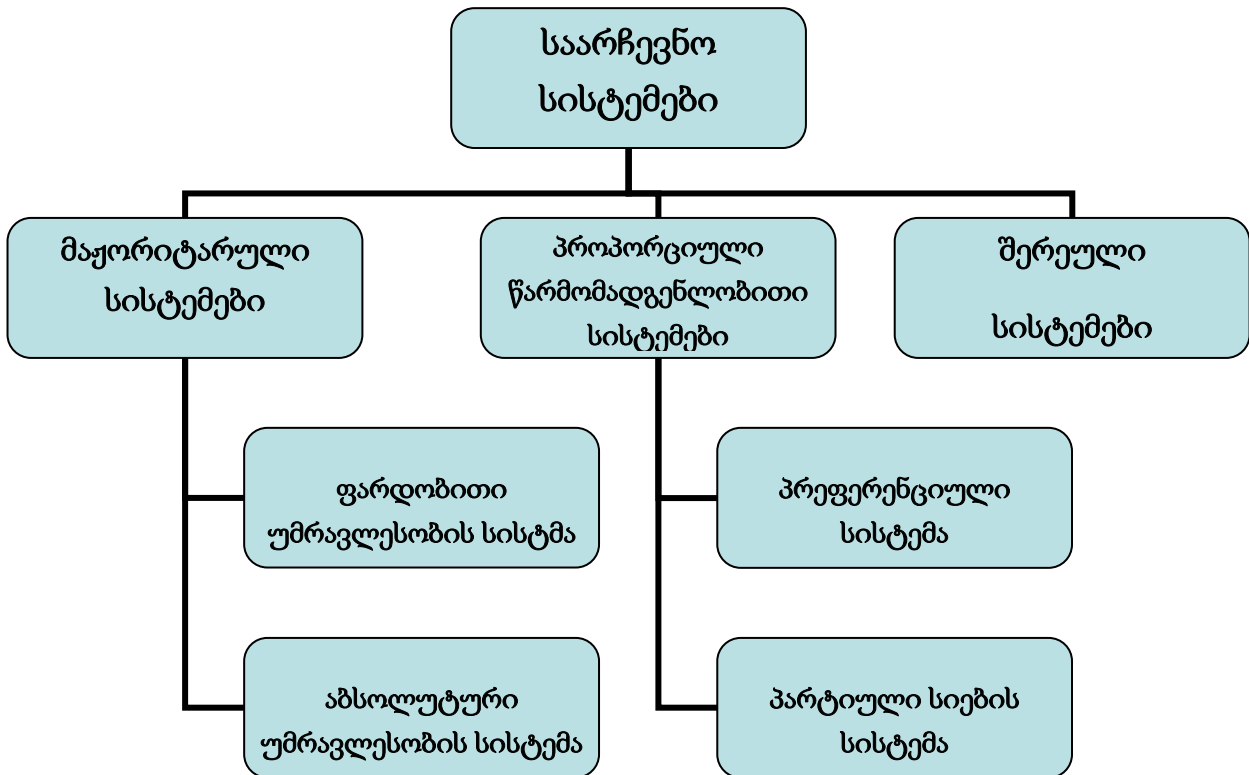 საარჩევნო
სისტემები
მაჟორიტარული
სისტემები
პროპორციული
წარმომადგენლობითი
სისტემები
შერეული
სისტემები
ფარდობითი
უმრავლესობის სისტმა
პრეფერენციული
სისტემა
აბსოლუტური
უმრავლესობის სისტემა
პარტიული სიების
სისტემა